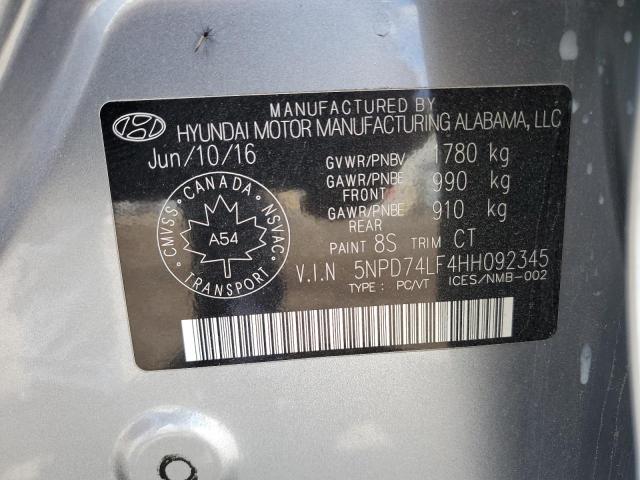 MANUFACTURED BY
HYUNDAI MOTOR MANUFACTURING ALABAMA, LLC
Jun/10/16
GVWR/PNBV : 1780 kg
GAWR/PNBE FRONT : 990 kg
GAWR/PNBE REAR : 910 kg
PAINT 8S TRIM CT
V.I.N 5NPD74LF4HH092345
TYPE : PC/VT ICES/NMB-002
CANADA
CMVSS
NSVAC
A54
TRANSPORT